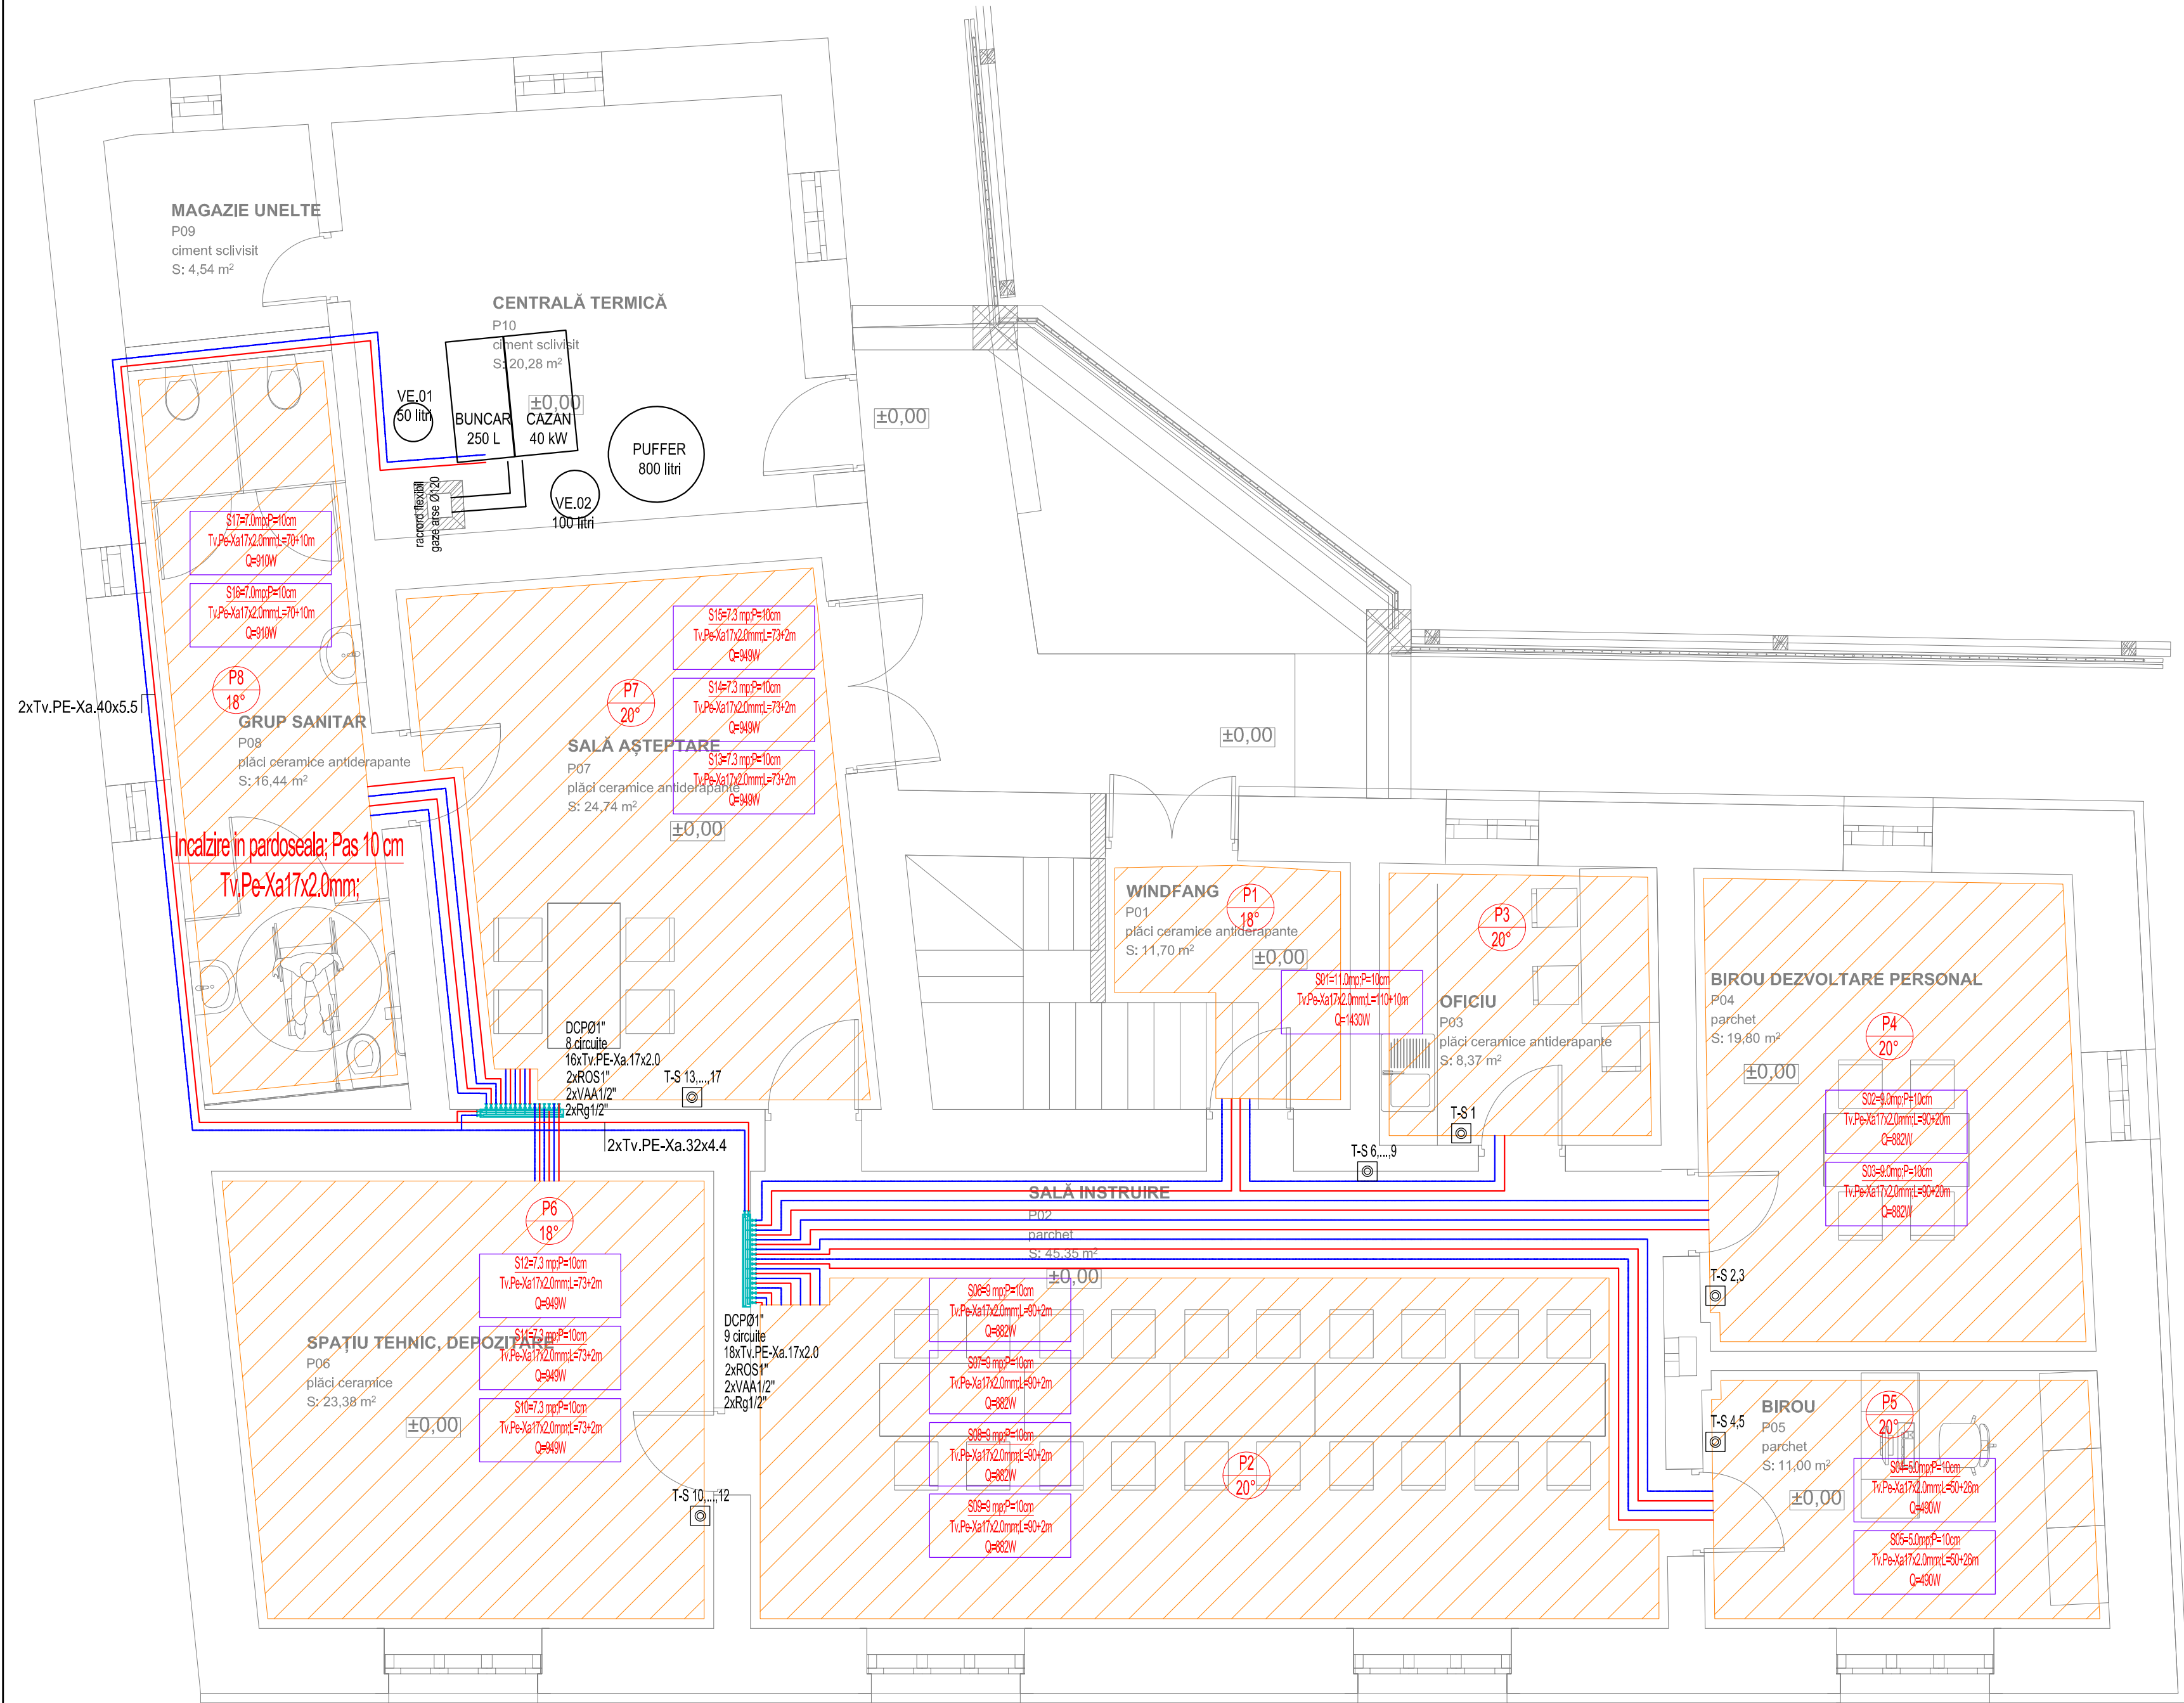 MAGAZIE UNELTE
P09
ciment sclivisit
S: 4,54 m²
CENTRALĂ TERMICĂ
P10
ciment sclivisit
S: 20,28 m²
±0,00
VE.01
50 litri
BUNCAR
250 L
CAZAN
40 kW
PUFFER
800 litri
VE.02
100 litri
racord flexibil
gaze arse Ø120
±0,00
S17=7.0mp;P=10cm
Tv.Pe-Xa17x2.0mm;L=70+10m
Q=910W
S16=7.0mp;P=10cm
Tv.Pe-Xa17x2.0mm;L=70+10m
Q=910W
P8
18°
2xTv.PE-Xa.40x5.5
GRUP SANITAR
P08
plăci ceramice antiderapante
S: 16,44 m²
Incalzire in pardoseala; Pas 10 cm
Tv.Pe-Xa17x2.0mm;
S15=7.3 mp;P=10cm
Tv.Pe-Xa17x2.0mm;L=73+2m
Q=949W
S14=7.3 mp;P=10cm
Tv.Pe-Xa17x2.0mm;L=73+2m
Q=949W
S13=7.3 mp;P=10cm
Tv.Pe-Xa17x2.0mm;L=73+2m
Q=949W
P7
20°
SALĂ AȘTEPTARE
P07
plăci ceramice antiderapante
S: 24,74 m²
±0,00
±0,00
DCPØ1"
8 circuite
16xTv.PE-Xa.17x2.0
2xROS1"
2xVAA1/2"
2xRg1/2"
T-S 13,...,17
2xTv.PE-Xa.32x4.4
WINDFANG
P01
plăci ceramice antiderapante
S: 11,70 m²
P1
18°
±0,00
S01=11.0mp;P=10cm
Tv.Pe-Xa17x2.0mm;L=110+10m
Q=1430W
P3
20°
OFICIU
P03
plăci ceramice antiderapante
S: 8,37 m²
T-S 1
T-S 6,...,9
BIROU DEZVOLTARE PERSONAL
P04
parchet
S: 19,80 m²
P4
20°
±0,00
S02=9.0mp;P=10cm
Tv.Pe-Xa17x2.0mm;L=90+20m
Q=882W
S03=9.0mp;P=10cm
Tv.Pe-Xa17x2.0mm;L=90+20m
Q=882W
T-S 2,3
SALĂ INSTRUIRE
P02
parchet
S: 45,35 m²
±0,00
P6
18°
S12=7.3 mp;P=10cm
Tv.Pe-Xa17x2.0mm;L=73+2m
Q=949W
S11=7.3 mp;P=10cm
Tv.Pe-Xa17x2.0mm;L=73+2m
Q=949W
S10=7.3 mp;P=10cm
Tv.Pe-Xa17x2.0mm;L=73+2m
Q=949W
SPAȚIU TEHNIC, DEPOZITARE
P06
plăci ceramice
S: 23,38 m²
±0,00
T-S 10,...,12
DCPØ1"
9 circuite
18xTv.PE-Xa.17x2.0
2xROS1"
2xVAA1/2"
2xRg1/2"
S06=9 mp;P=10cm
Tv.Pe-Xa17x2.0mm;L=90+2m
Q=882W
S07=9 mp;P=10cm
Tv.Pe-Xa17x2.0mm;L=90+2m
Q=882W
S08=9 mp;P=10cm
Tv.Pe-Xa17x2.0mm;L=90+2m
Q=882W
S09=9 mp;P=10cm
Tv.Pe-Xa17x2.0mm;L=90+2m
Q=882W
P2
20°
T-S 4,5
BIROU
P05
parchet
S: 11,00 m²
P5
20°
±0,00
S04=5.0mp;P=10cm
Tv.Pe-Xa17x2.0mm;L=50+26m
Q=490W
S05=5.0mp;P=10cm
Tv.Pe-Xa17x2.0mm;L=50+26m
Q=490W